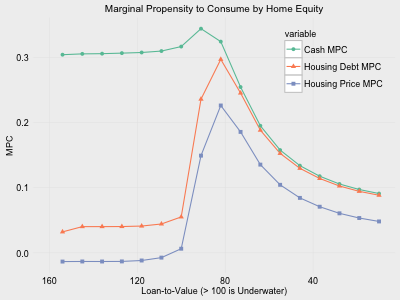 Marginal Propensity to Consume by Home Equity
variable
Cash MPC
Housing Debt MPC
Housing Price MPC
MPC
0.3
0.2
0.1
0.0
160
120
80
40
Loan-to-Value (> 100 is Underwater)